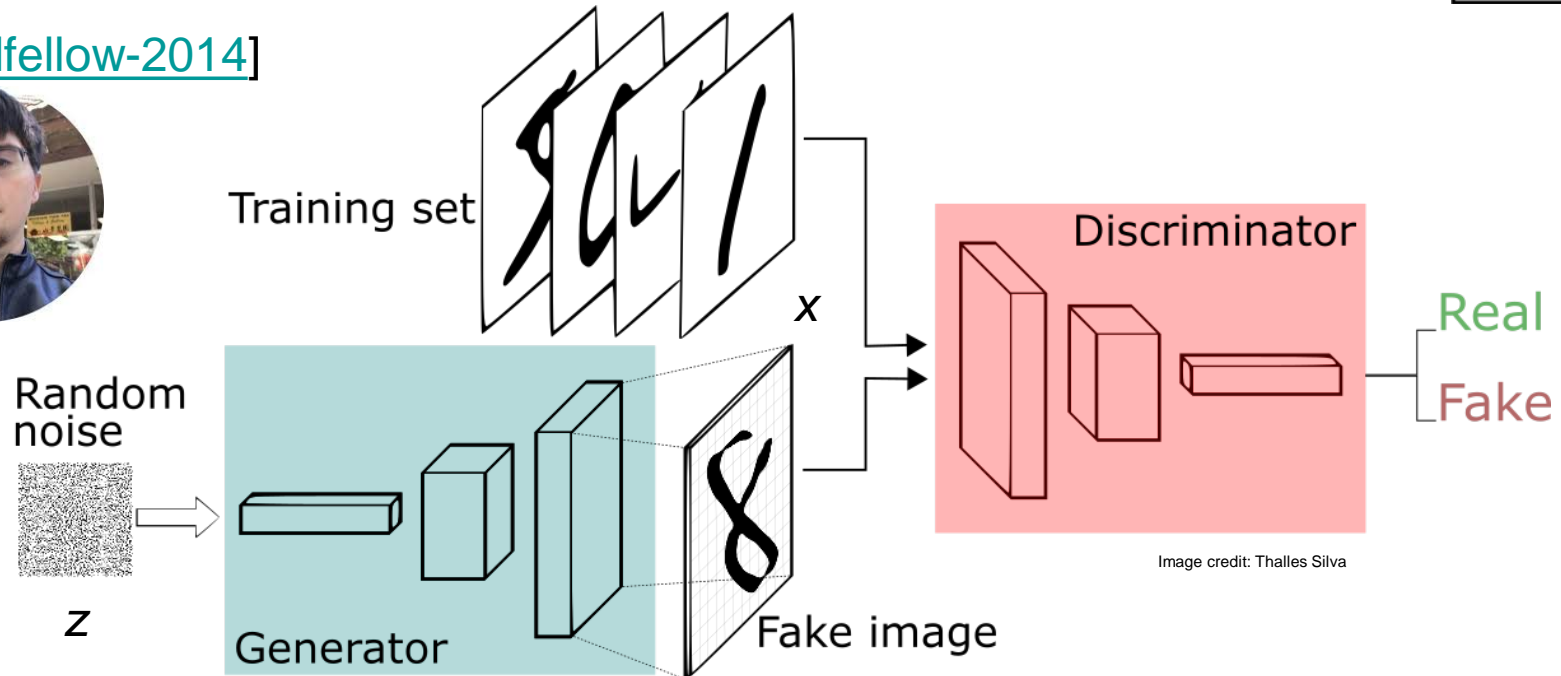 lfellow-2014]
Training set
x
Discriminator
Real
Fake
Random
noise
z
Generator
Fake image
Image credit: Thalles Silva